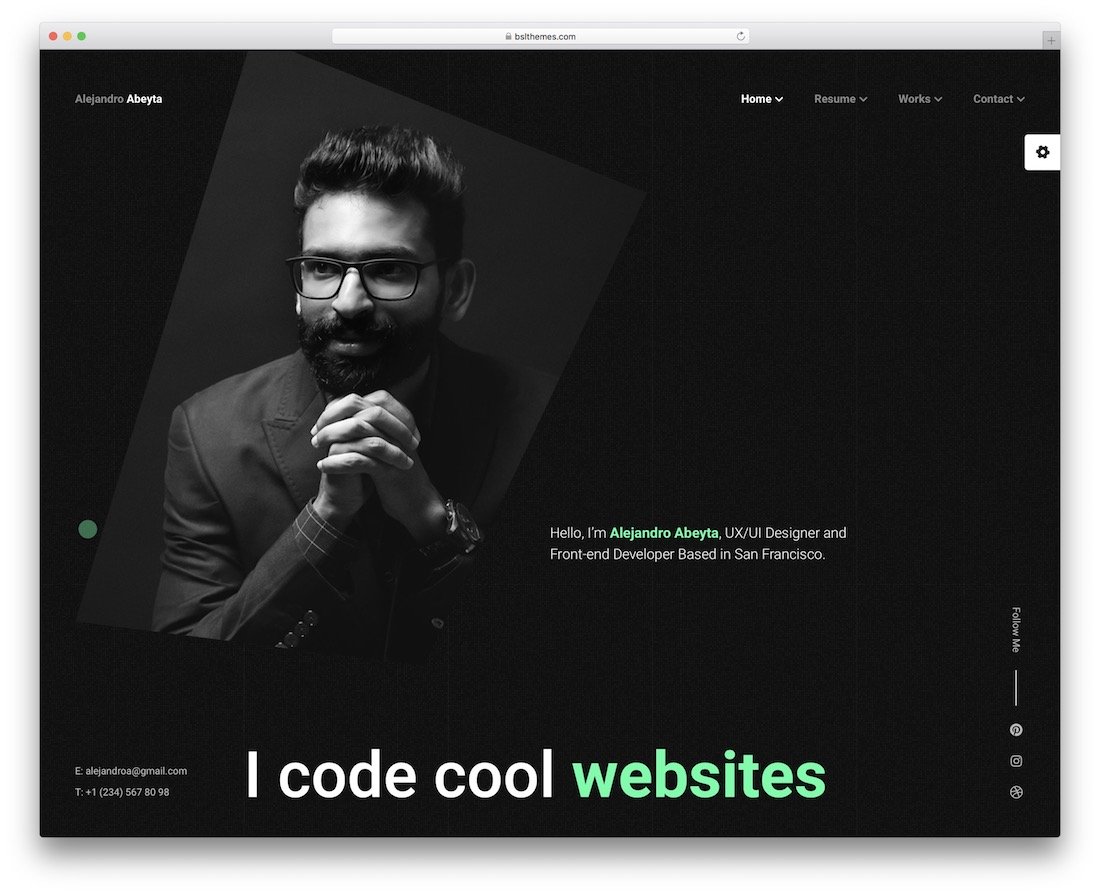 bslthemes.com
Alejandro Abeyta
Home
Resume
Works
Contact
Hello, I'm Alejandro Abeyta, UX/UI Designer and
Front-end Developer Based in San Francisco.
Follow Me
I code cool websites
E: alejandroa@gmail.com
T: +1 (234) 567 80 98